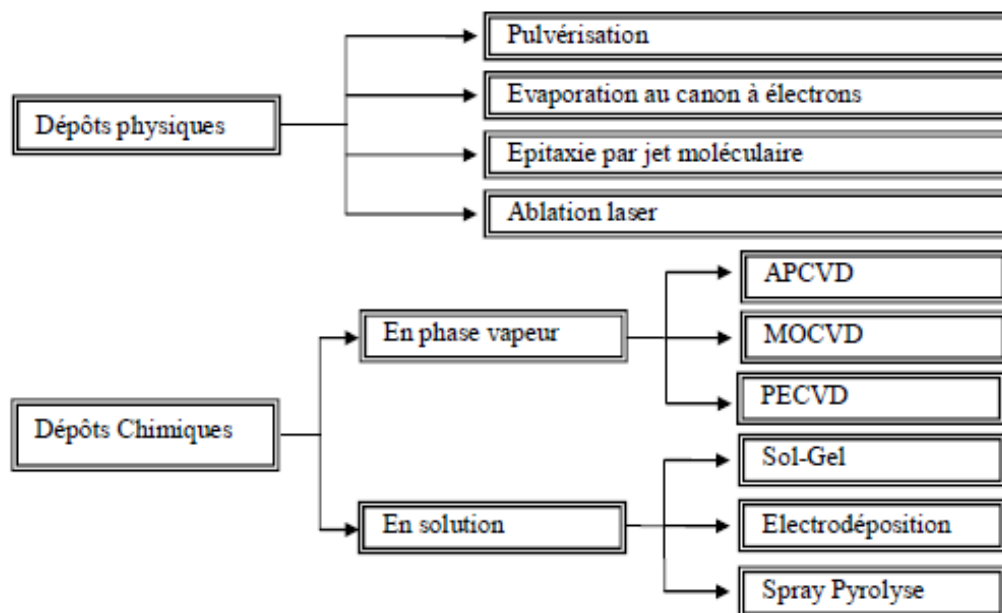 Dépôts physiques
Pulvérisation
Evaporation au canon à électrons
Epitaxie par jet moléculaire
Ablation laser
Dépôts Chimiques
En phase vapeur
APCVD
MOCVD
PECVD
En solution
Sol-Gel
Electrodéposition
Spray Pyrolyse